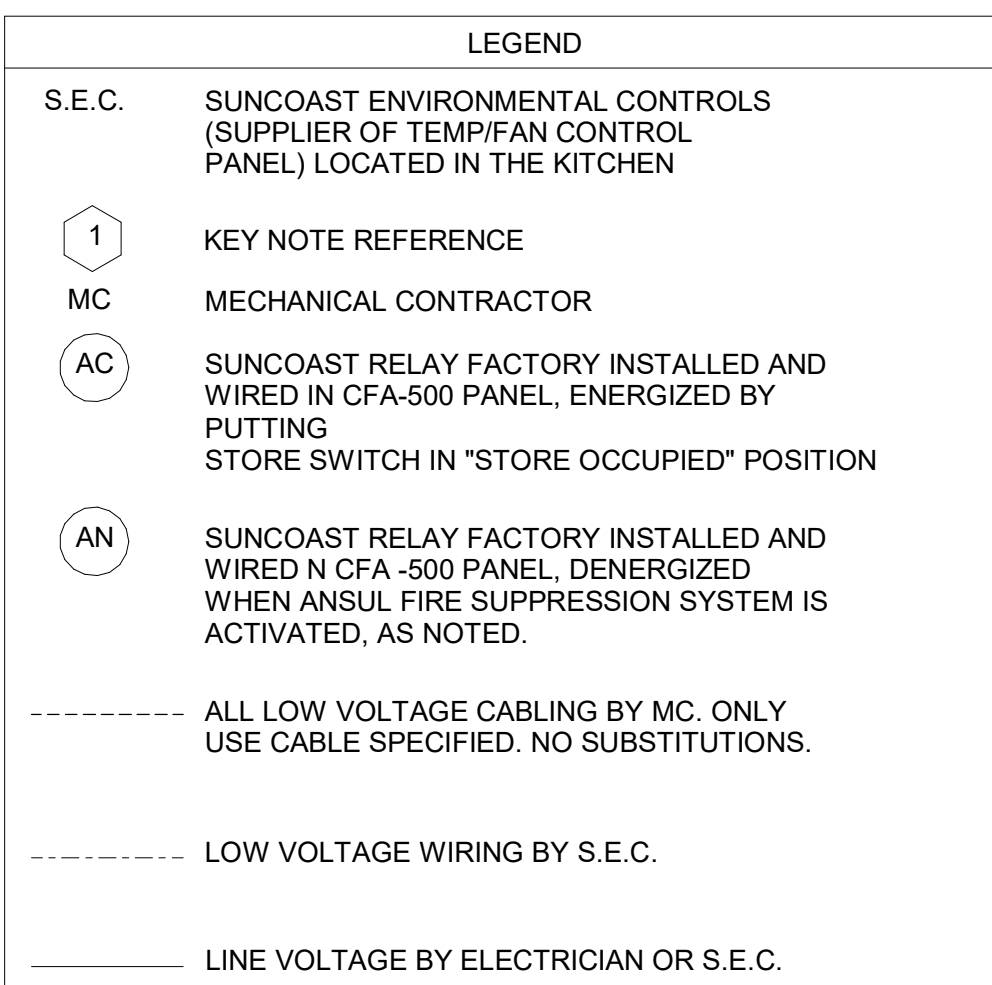 LEGEND
S.E.C. SUNCOAST ENVIRONMENTAL CONTROLS
(SUPPLIER OF TEMP/FAN CONTROL
PANEL) LOCATED IN THE KITCHEN
1 KEY NOTE REFERENCE
MC MECHANICAL CONTRACTOR
AC SUNCOAST RELAY FACTORY INSTALLED AND
WIRED IN CFA-500 PANEL, ENERGIZED BY
PUTTING
STORE SWITCH IN "STORE OCCUPIED" POSITION
AN SUNCOAST RELAY FACTORY INSTALLED AND
WIRED N CFA -500 PANEL, DENERGIZED
WHEN ANSUL FIRE SUPPRESSION SYSTEM IS
ACTIVATED, AS NOTED.
ALL LOW VOLTAGE CABLING BY MC. ONLY
USE CABLE SPECIFIED. NO SUBSTITUTIONS.
LOW VOLTAGE WIRING BY S.E.C.
LINE VOLTAGE BY ELECTRICIAN OR S.E.C.